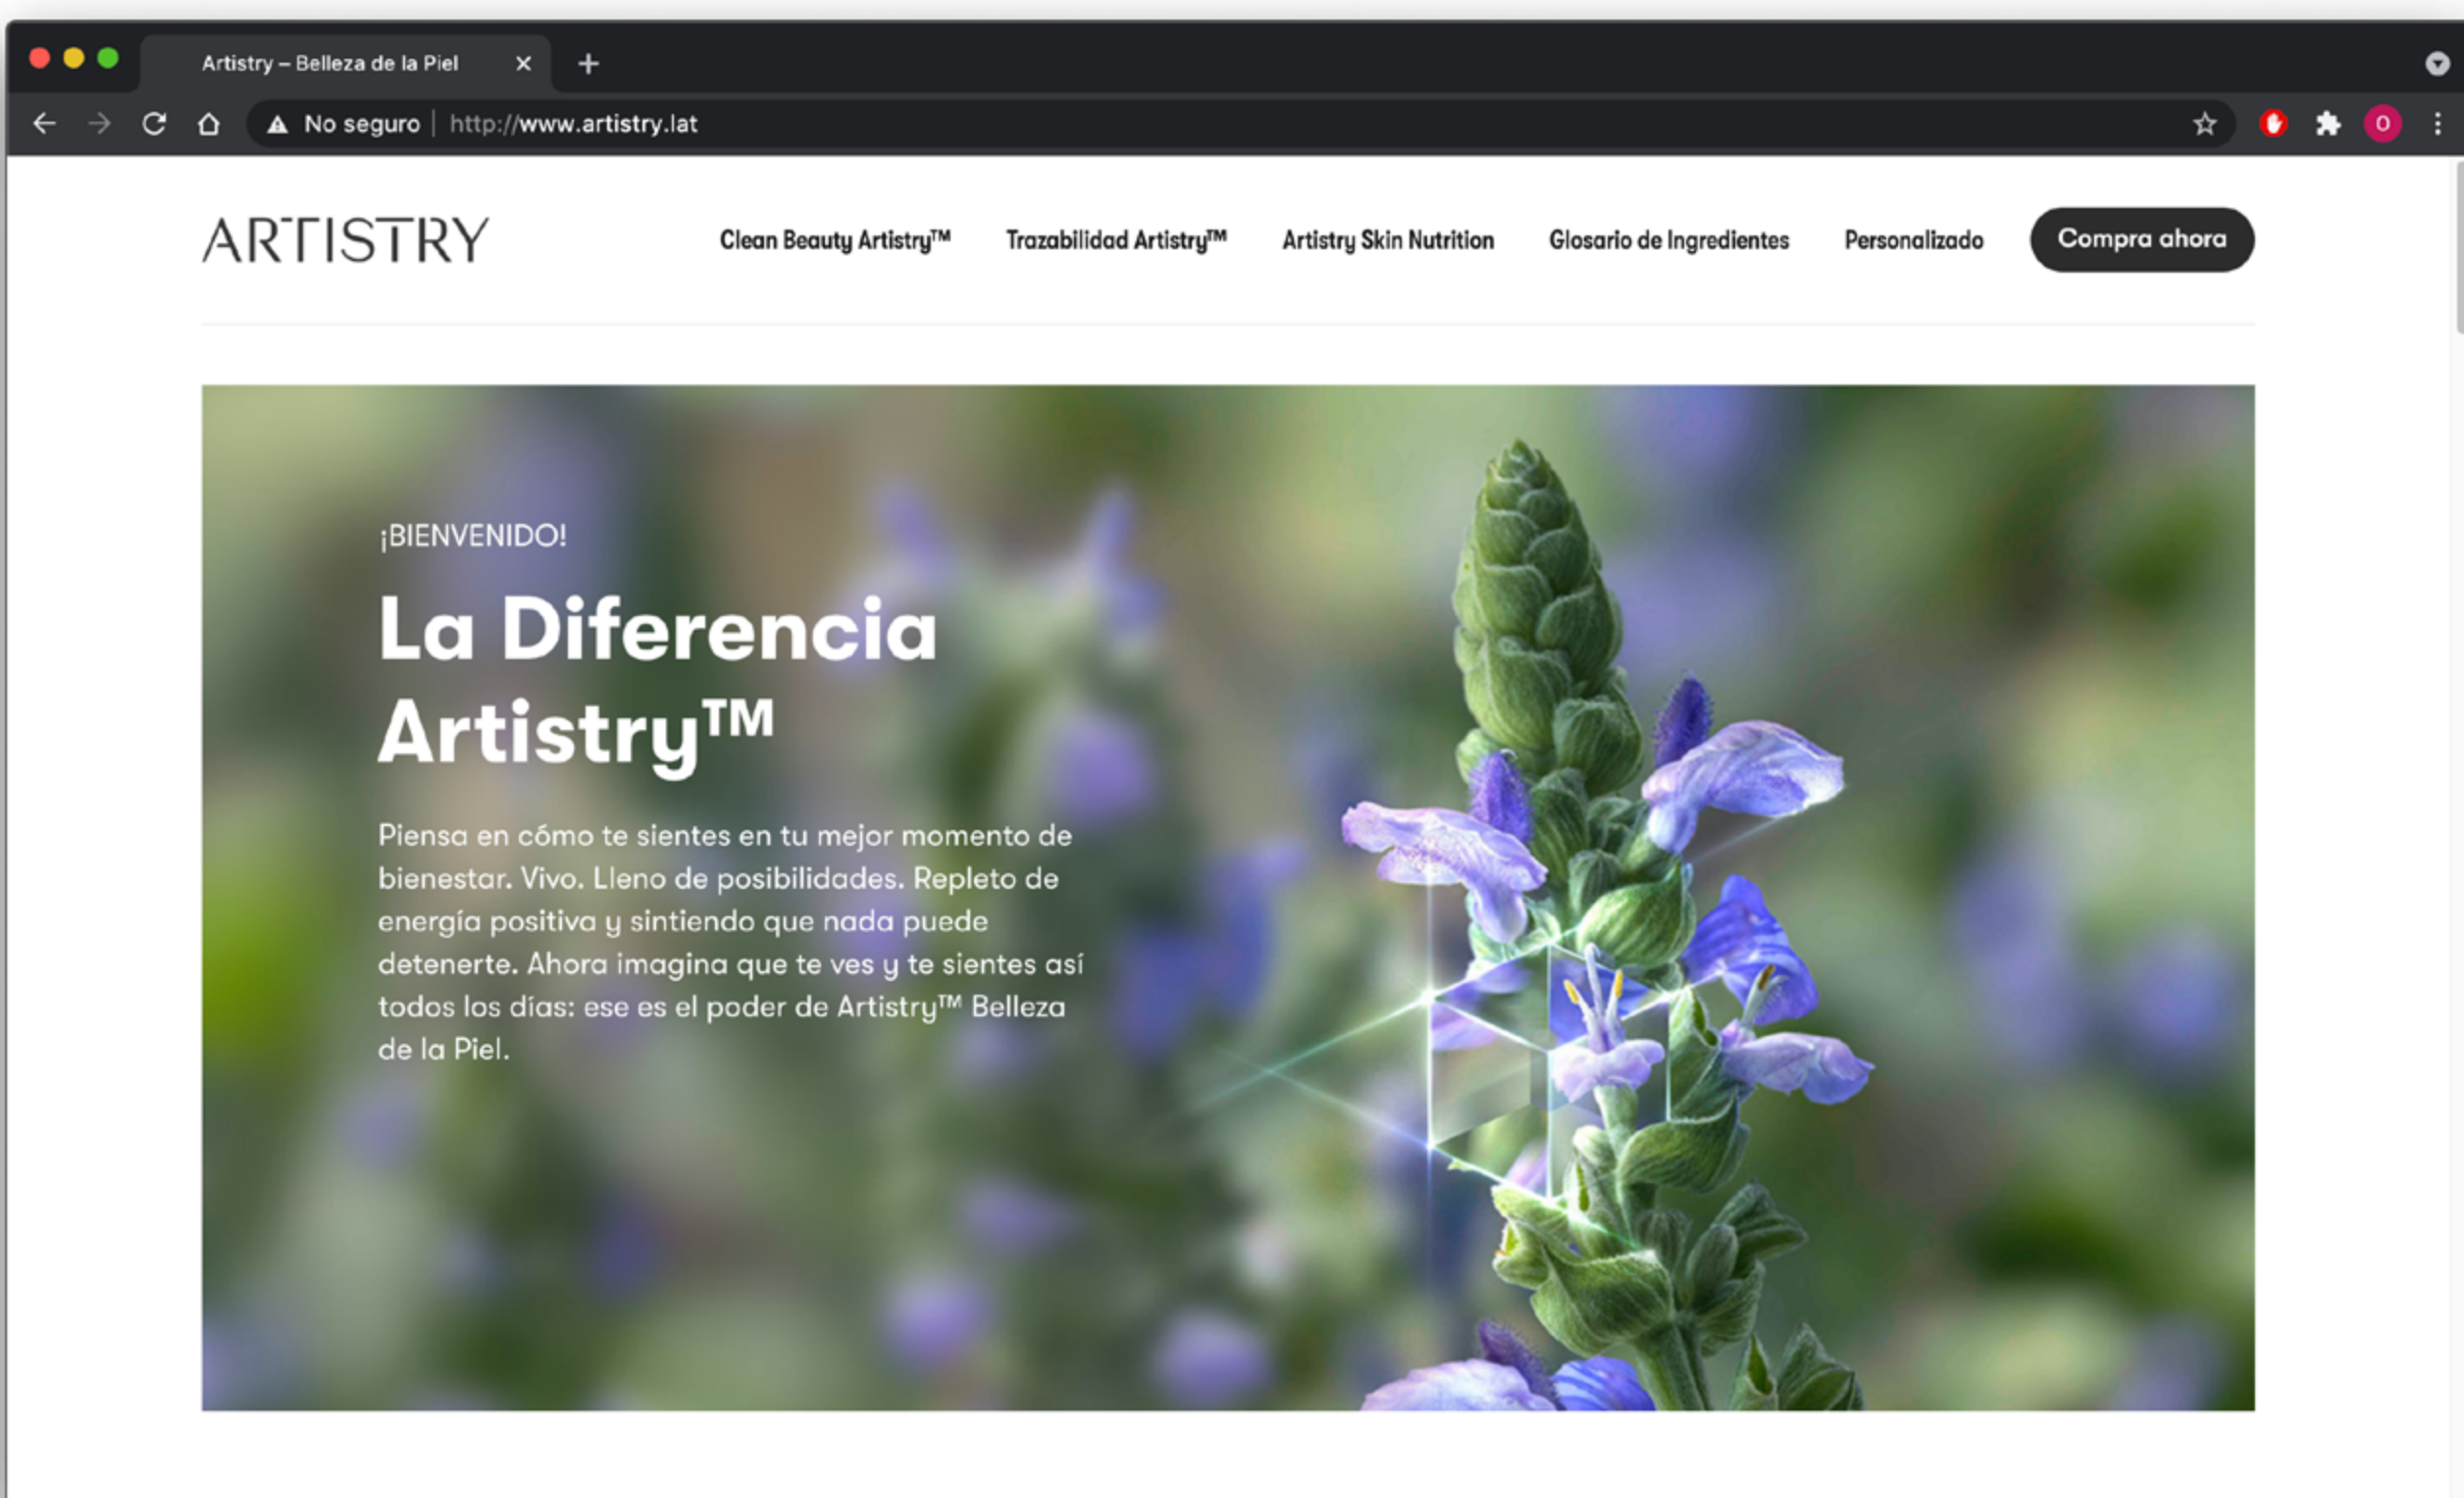 Artistry – Belleza de la Piel
No seguro | http://www.artistry.lat
O
ARTISTRY
Clean Beauty Artistry™
Trazabilidad Artistry™
Artistry Skin Nutrition
Glosario de Ingredientes
Personalizado
Compra ahora
¡BIENVENIDO!
La Diferencia
Artistry™
Piensa en cómo te sientes en tu mejor momento de
bienestar. Vivo. Lleno de posibilidades. Repleto de
energía positiva y sintiendo que nada puede
detenerte. Ahora imagina que te ves y te sientes así
todos los días: ese es el poder de Artistry™ Belleza
de la Piel.